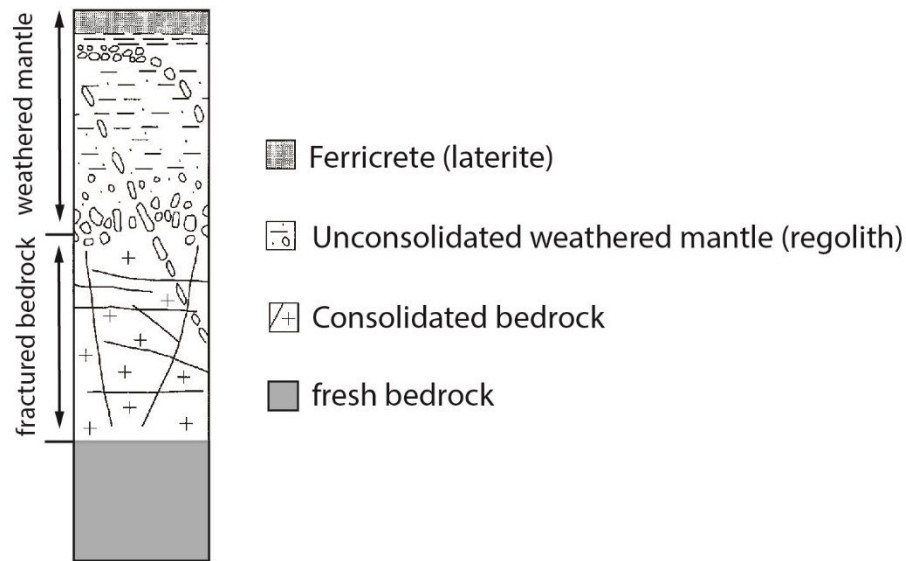 weathered mantle
fractured bedrock
Ferricrete (laterite)
Unconsolidated weathered mantle (regolith)
Consolidated bedrock
fresh bedrock